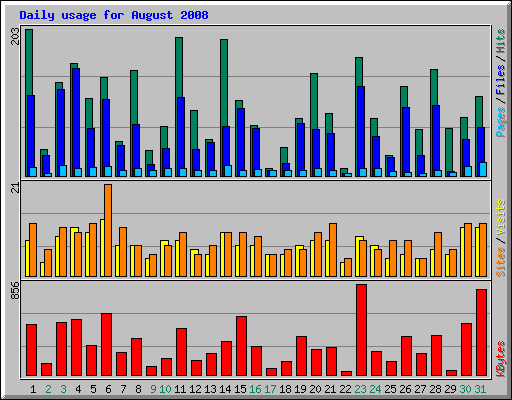 Daily usage for August 2008
203
Pages/Files/Hits
21
Sites/Visits
856
KBytes
1 2 3 4 5 6 7 8 9 10 11 12 13 14 15 16 17 18 19 20 21 22 23 24 25 26 27 28 29 30 31